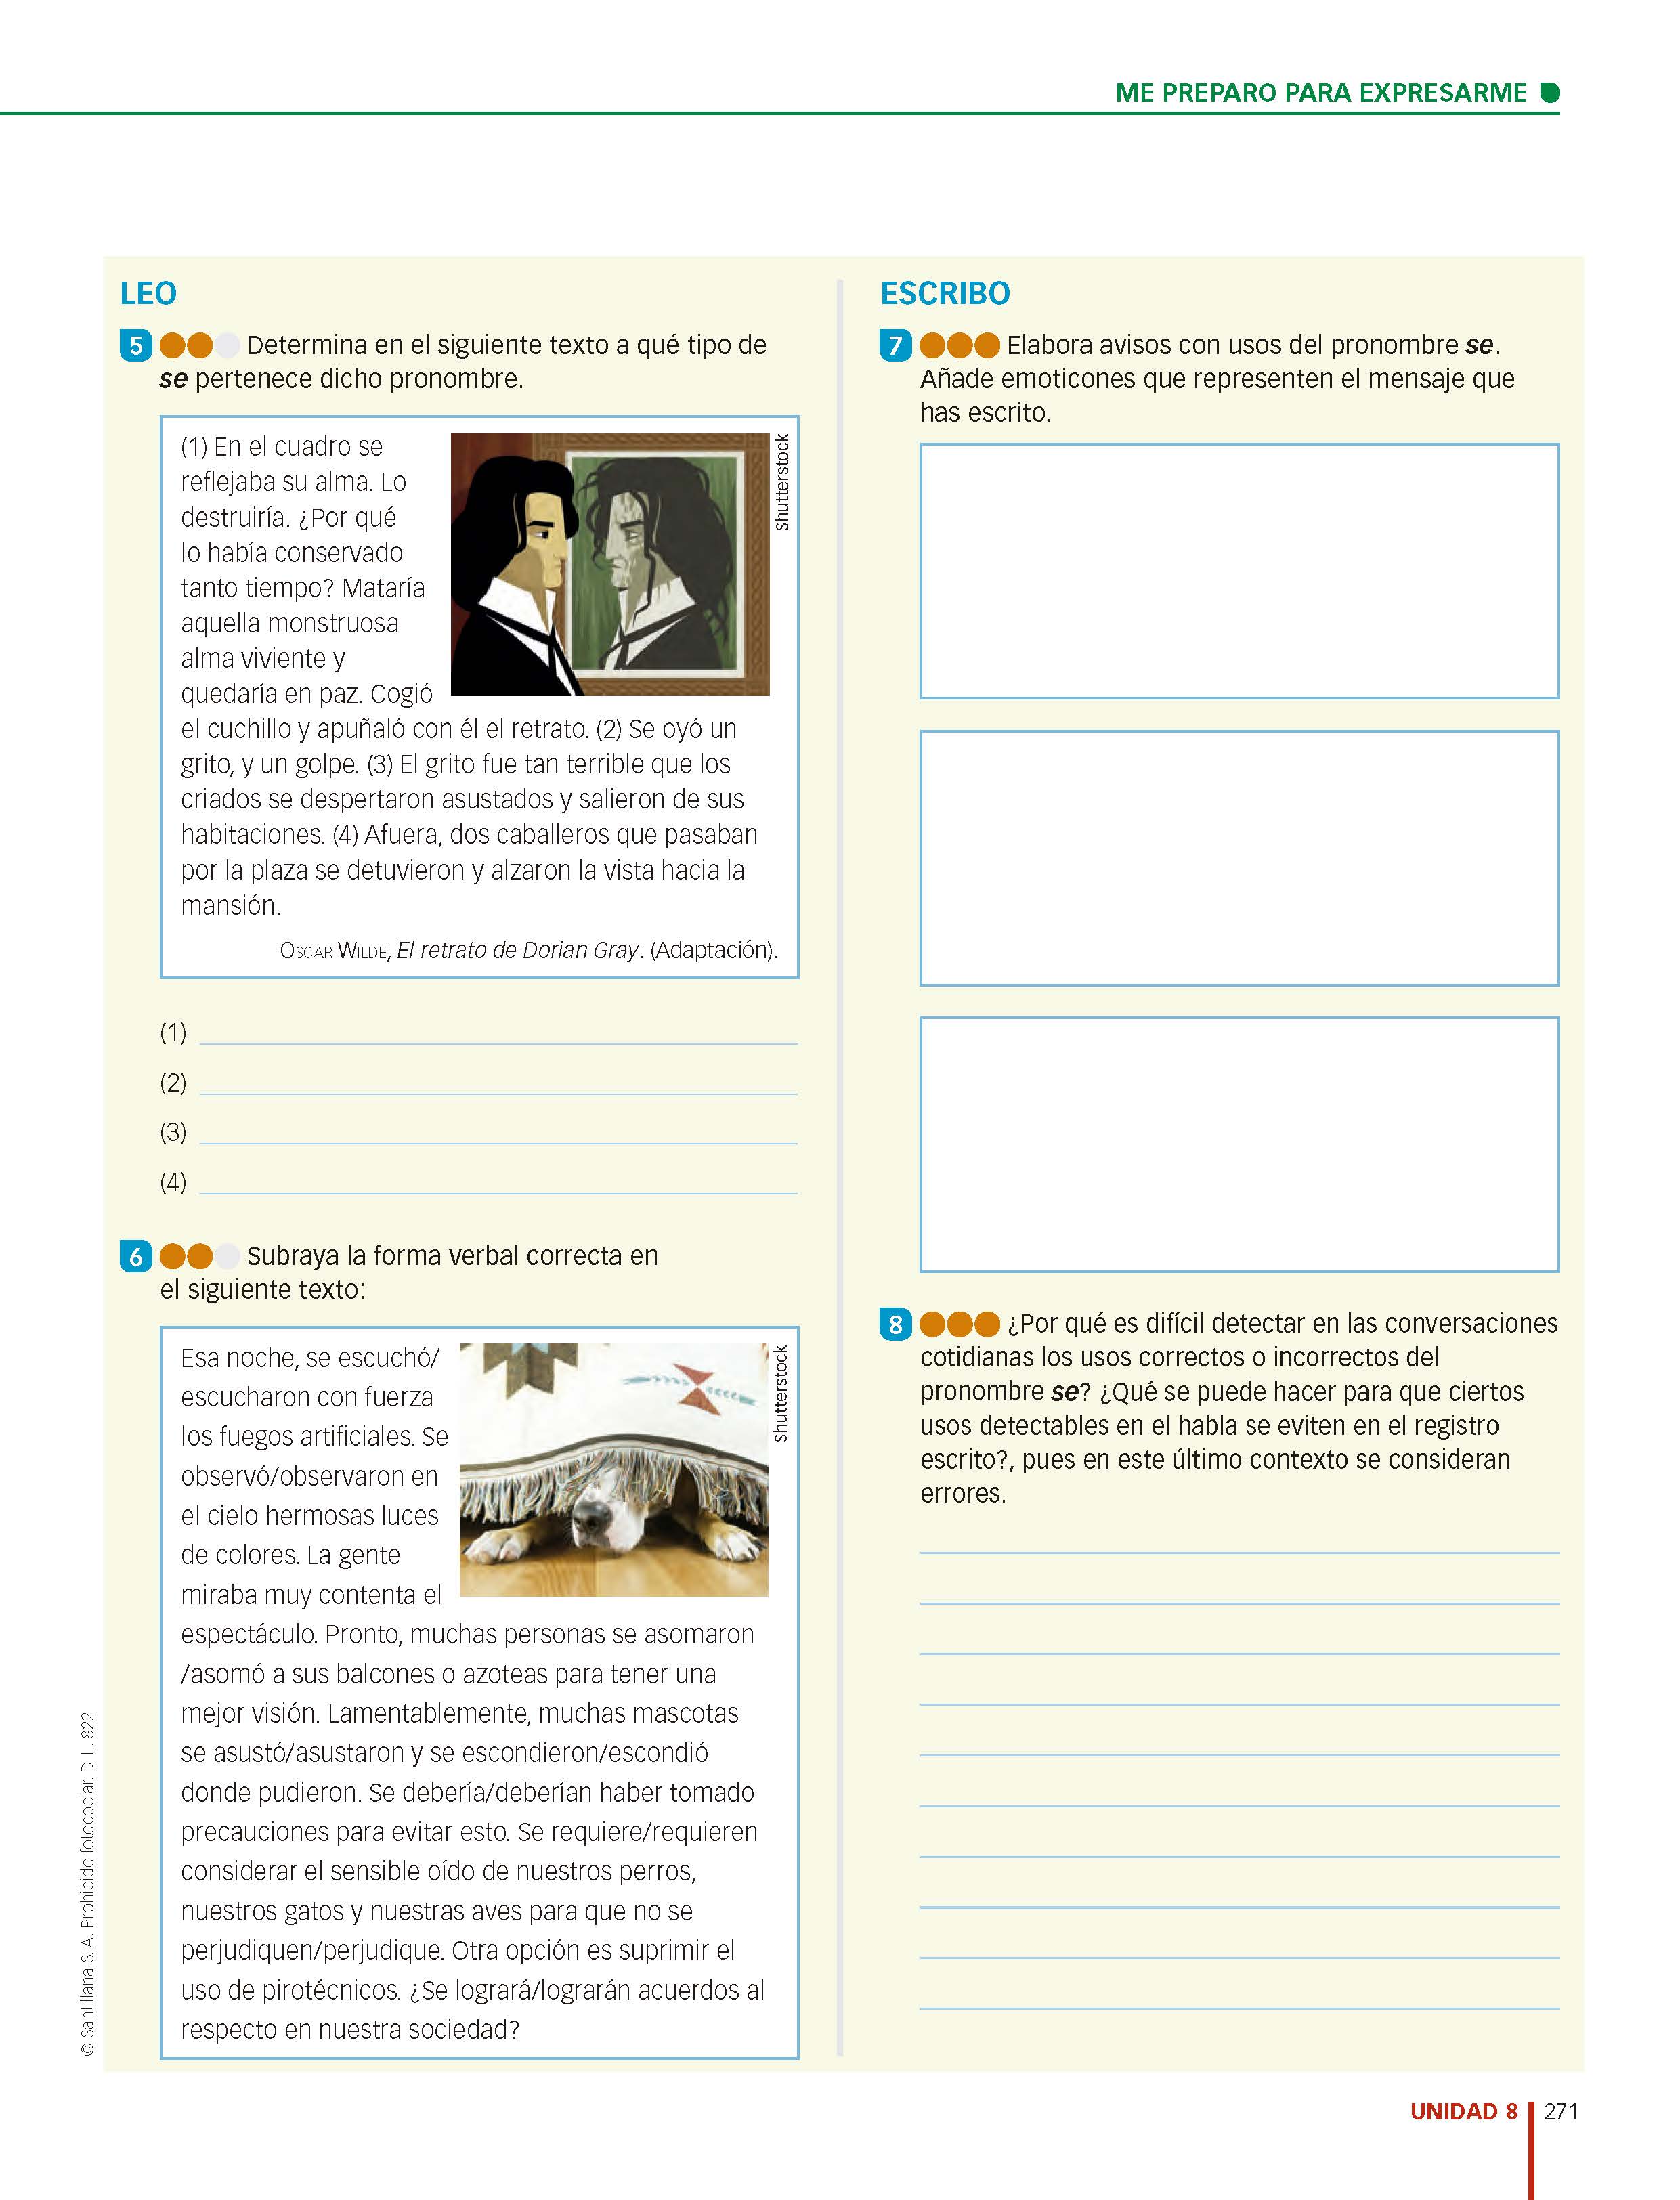 ME PREPARO PARA EXPRESARME
LEO
5 Determina en el siguiente texto a qué tipo de
se pertenece dicho pronombre.
(1) En el cuadro se
reflejaba su alma. Lo
destruiría. ¿Por qué
lo había conservado
tanto tiempo? Mataría
aquella monstruosa
alma viviente y
quedaría en paz. Cogió
el cuchillo y apuñaló con él el retrato. (2) Se oyó un
grito, y un golpe. (3) El grito fue tan terrible que los
criados se despertaron asustados y salieron de sus
habitaciones. (4) Afuera, dos caballeros que pasaban
por la plaza se detuvieron y alzaron la vista hacia la
mansión.
OSCAR WILDE, El retrato de Dorian Gray. (Adaptación).
Shutterstock
(1)
(2)
(3)
(4)
6 Subraya la forma verbal correcta en
el siguiente texto:
Esa noche, se escuchó/
escucharon con fuerza
los fuegos artificiales. Se
observó/observaron en
el cielo hermosas luces
de colores. La gente
miraba muy contenta el
espectáculo. Pronto, muchas personas se asomaron
/asomó a sus balcones o azoteas para tener una
mejor visión. Lamentablemente, muchas mascotas
se asustó/asustaron y se escondieron/escondió
donde pudieron. Se debería/deberían haber tomado
precauciones para evitar esto. Se requiere/requieren
considerar el sensible oído de nuestros perros,
nuestros gatos y nuestras aves para que no se
perjudiquen/perjudique. Otra opción es suprimir el
uso de pirotécnicos. ¿Se logrará/lograrán acuerdos al
respecto en nuestra sociedad?
Shutterstock
ESCRIBO
7 Elabora avisos con usos del pronombre se.
Añade emoticones que representen el mensaje que
has escrito.
8 ¿Por qué es difícil detectar en las conversaciones
cotidianas los usos correctos o incorrectos del
pronombre se? ¿Qué se puede hacer para que ciertos
usos detectables en el habla se eviten en el registro
escrito?, pues en este último contexto se consideran
errores.
© Santillana S. A. Prohibido fotocopiar. D. L. 822
UNIDAD 8 271